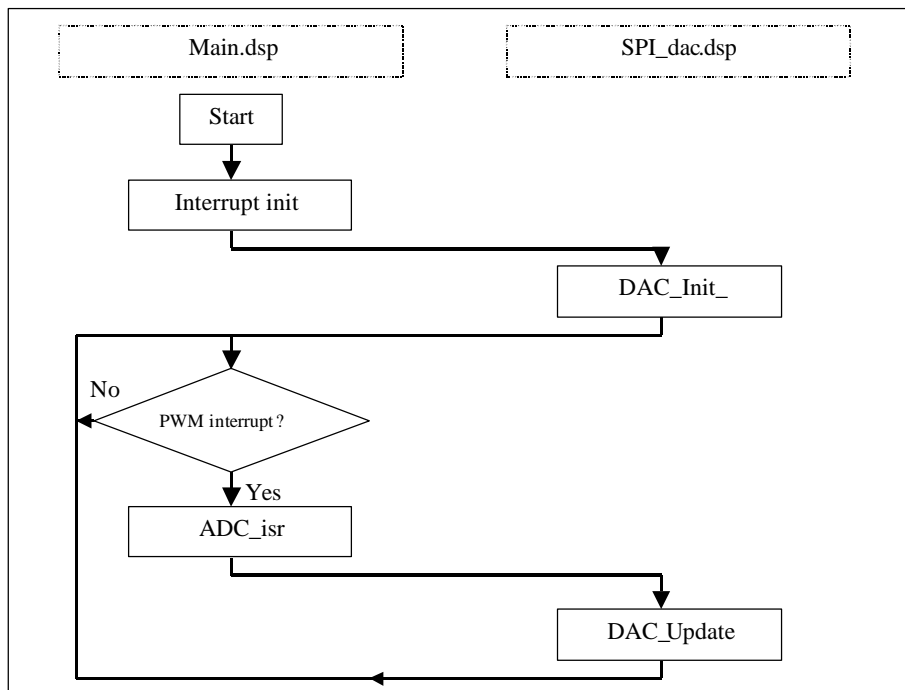 Main.dsp
SPI_dac.dsp
Start
Interrupt init
DAC_Init_
No
PWM interrupt?
Yes
ADC_isr
DAC_Update